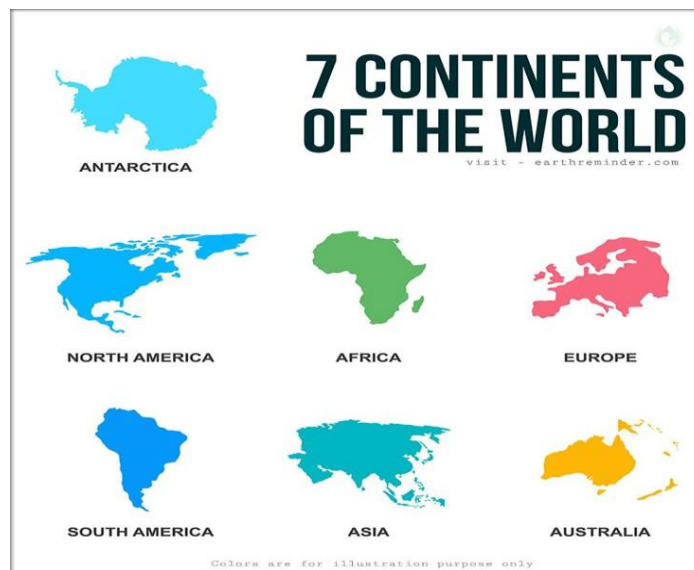 7 CONTINENTS
OF THE WORLD
visit - earthreminder.com
ANTARCTICA
NORTH AMERICA
AFRICA
EUROPE
SOUTH AMERICA
ASIA
AUSTRALIA
Colors are for illustration purpose only